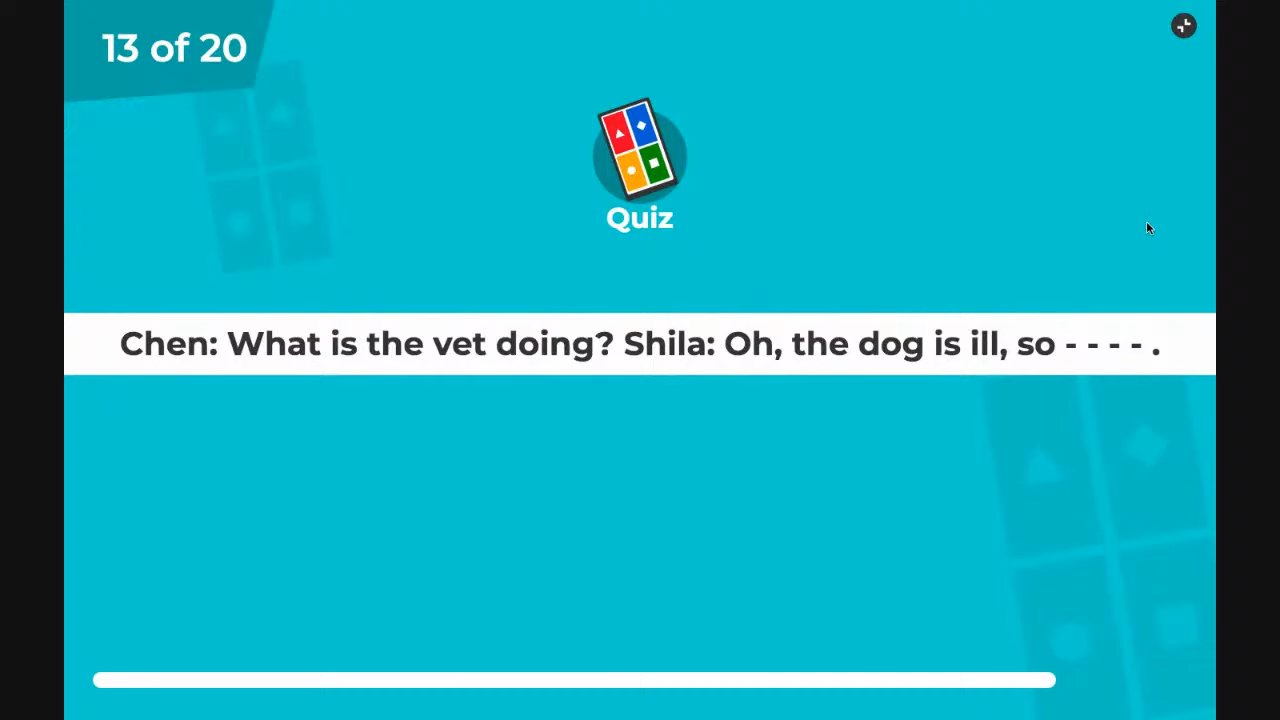 13 of 20
Quiz
Chen: What is the vet doing? Shila: Oh, the dog is ill, so - - - - .